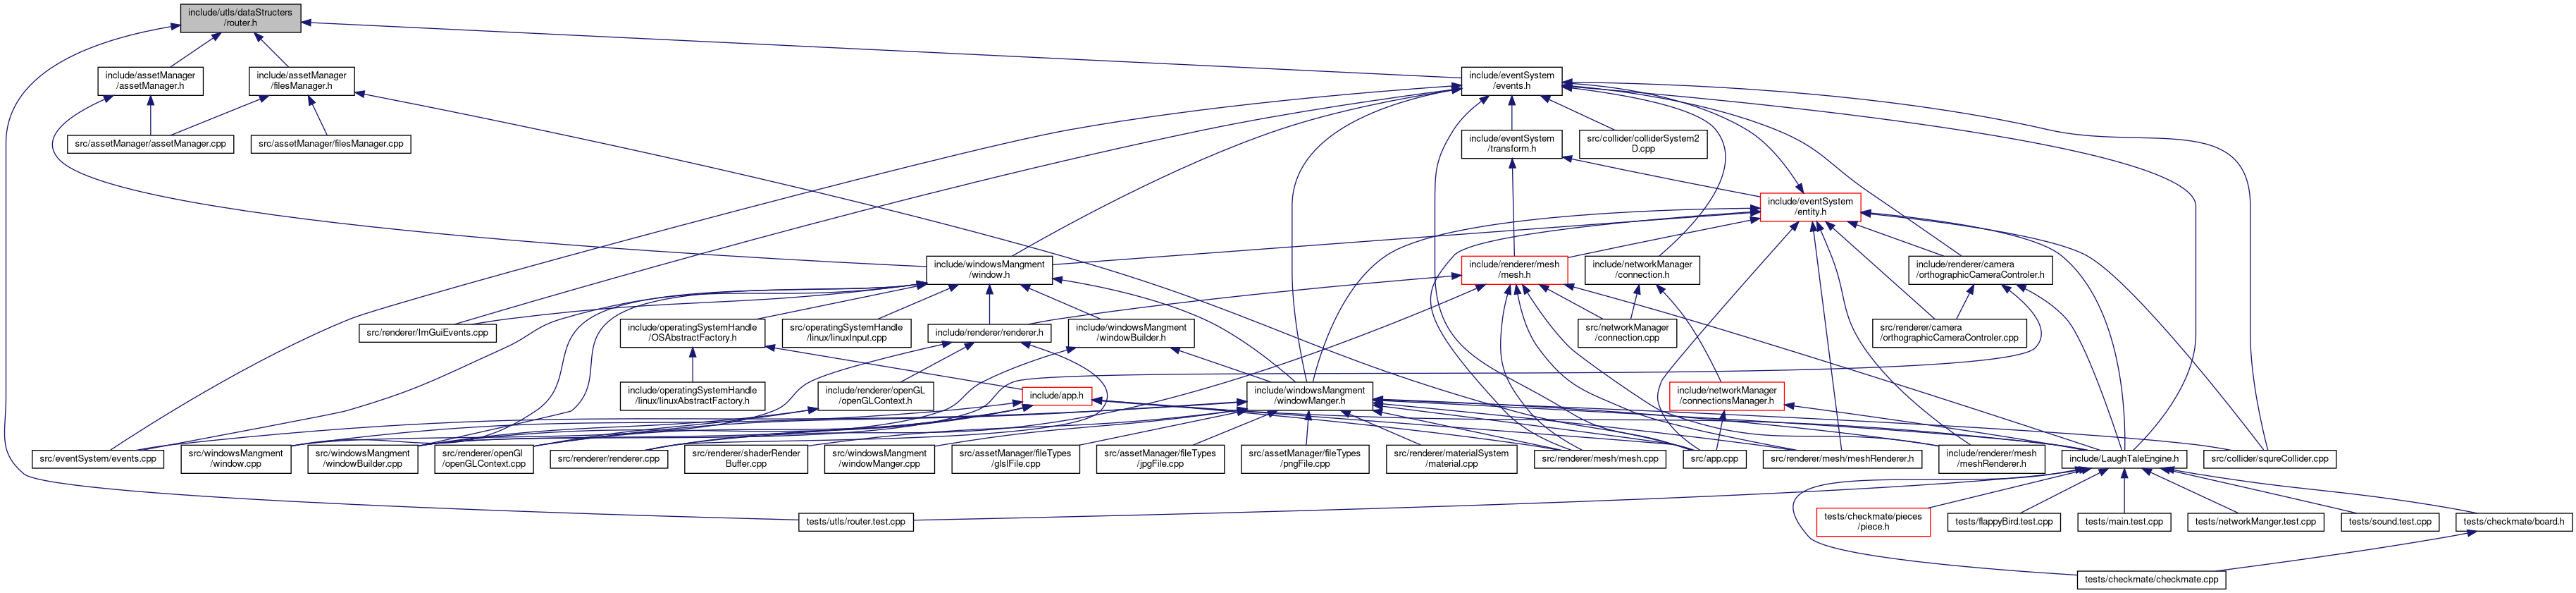 include/utls/dataStructers
/router.h
include/assetManager
/assetManager.h
include/assetManager
/filesManager.h
include/eventSystem
/events.h
src/assetManager/assetManager.cpp
src/assetManager/filesManager.cpp
include/eventSystem
/transform.h
src/collider/colliderSystem2
D.cpp
include/eventSystem
/entity.h
include/windowsMangment
/window.h
include/renderer/mesh
/mesh.h
include/networkManager
/connection.h
include/renderer/camera
/orthographicCameraControler.h
src/renderer/ImGuiEvents.cpp
include/operatingSystemHandle
/OSAbstractFactory.h
src/operatingSystemHandle
/linux/linuxInput.cpp
include/renderer/renderer.h
include/windowsMangment
/windowBuilder.h
src/networkManager
/connection.cpp
src/renderer/camera
/orthographicCameraControler.cpp
include/operatingSystemHandle
/linux/linuxAbstractFactory.h
include/renderer/openGL
/openGLContext.h
include/app.h
include/windowsMangment
/windowManger.h
include/networkManager
/connectionsManager.h
src/eventSystem/events.cpp
src/windowsMangment
/window.cpp
src/windowsMangment
/windowBuilder.cpp
src/renderer/openGl
/openGLContext.cpp
src/renderer/renderer.cpp
src/renderer/shaderRender
Buffer.cpp
src/windowsMangment
/windowManger.cpp
src/assetManager/fileTypes
/glslFile.cpp
src/assetManager/fileTypes
/jpgFile.cpp
src/assetManager/fileTypes
/pngFile.cpp
src/renderer/materialSystem
/material.cpp
src/renderer/mesh/mesh.cpp
src/app.cpp
src/renderer/mesh/meshRenderer.h
include/renderer/mesh
/meshRenderer.h
include/LaughTaleEngine.h
src/collider/squreCollider.cpp
tests/utls/router.test.cpp
tests/checkmate/pieces
/piece.h
tests/flappyBird.test.cpp
tests/main.test.cpp
tests/networkManger.test.cpp
tests/sound.test.cpp
tests/checkmate/board.h
tests/checkmate/checkmate.cpp